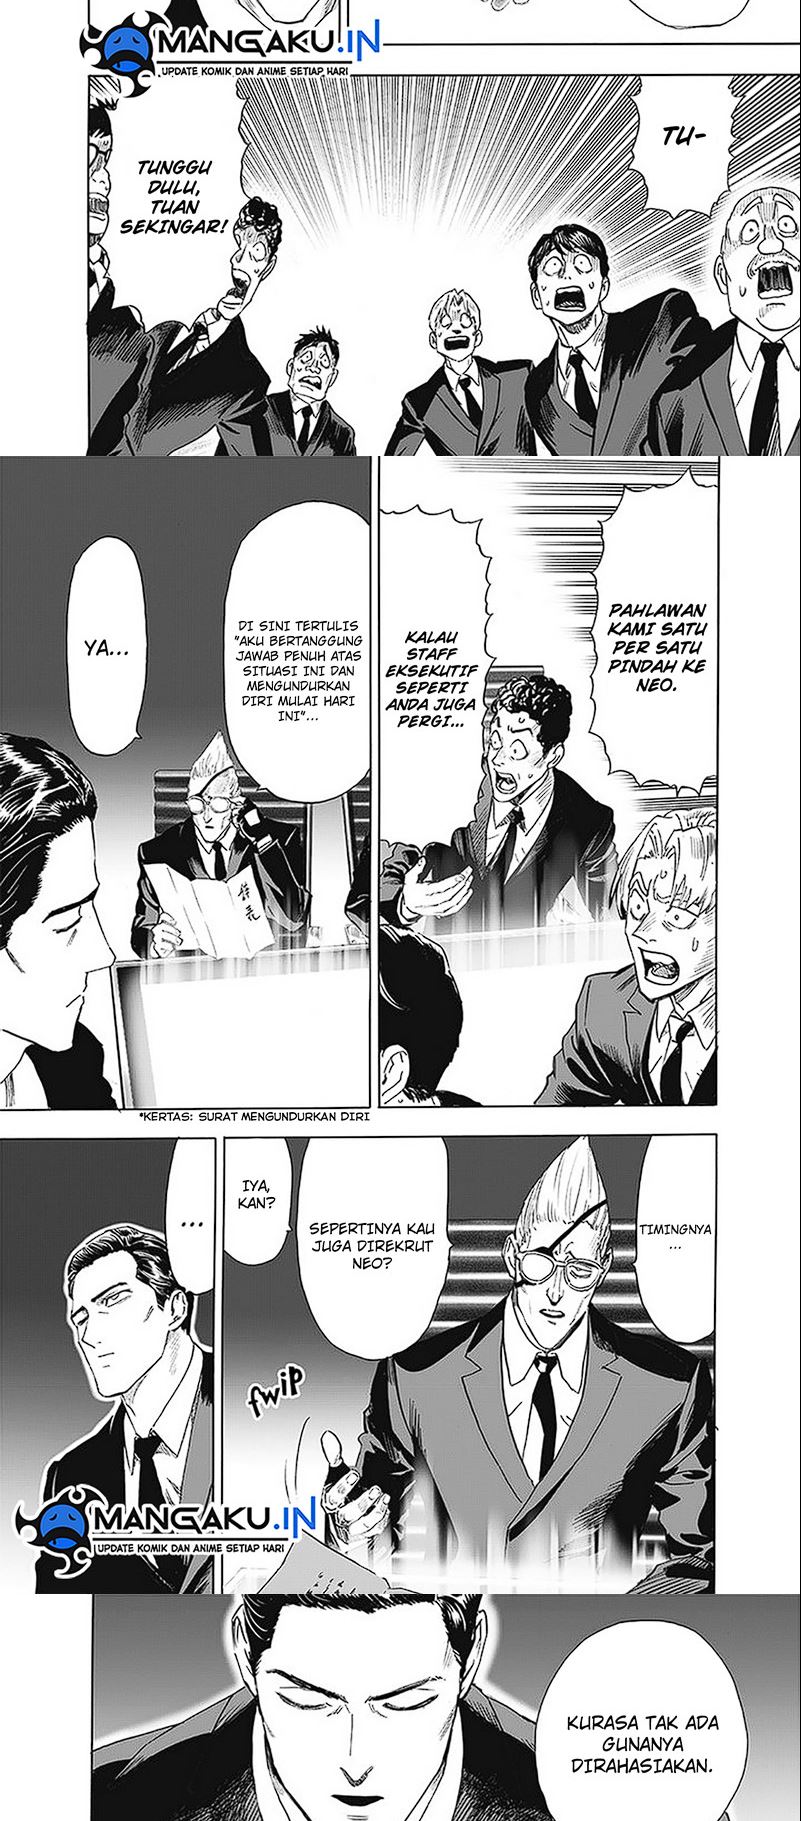 MANGAKU.IN
UPDATE KOMIK DAN ANIME SETIAP HARI
TU-
TUNGGU
DULU,
TUAN
SEKINGAR!
PAHLAWAN
KAMI SATU
PER SATU
PINDAH KE
NEO.
KALAU
STAFF
EKSEKUTIF
SEPERTI
ANDA JUGA
PERGI...
DI SINI TERTULIS
"AKU BERTANGGUNG
JAWAB PENUH ATAS
SITUASI INI DAN
MENGUNDURKAN
DIRI MULAI HARI
INI"...
YA...
*KERTAS: SURAT MENGUNDURKAN DIRI
TIMINGNYA
...
SEPERTINYA KAU
JUGA DIREKRUT
NEO?
IYA,
KAN?
...
FWIP
MANGAKU.IN
UPDATE KOMIK DAN ANIME SETIAP HARI
KURASA TAK ADA
GUNANYA
DIRAHASIAKAN.